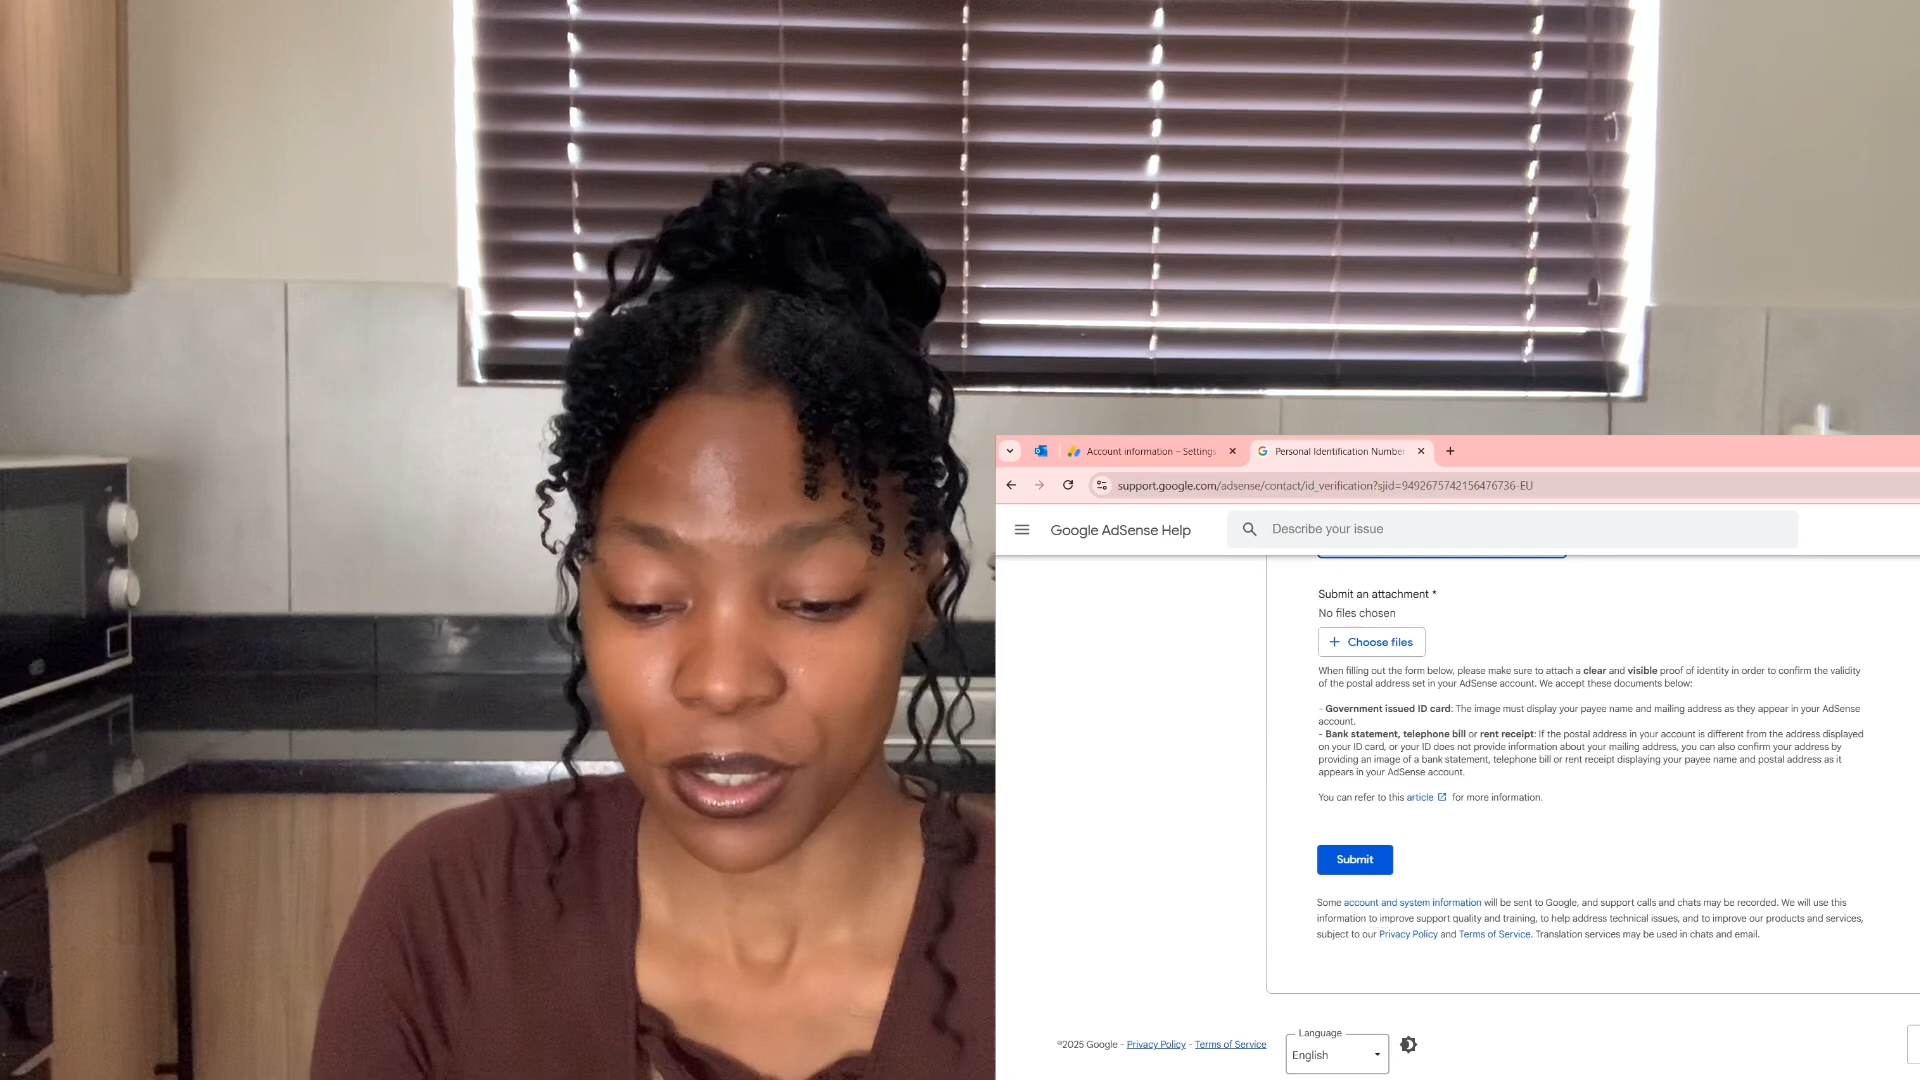 Account information – Settings
Personal Identification Number
support.google.com/adsense/contact/id_verification?sjid=9492675742156476736-EU
Google AdSense Help
Describe your issue
Submit an attachment *
No files chosen
+ Choose files
When filling out the form below, please make sure to attach a clear and visible proof of identity in order to confirm the validity
of the postal address set in your AdSense account. We accept these documents below:
- Government issued ID card: The image must display your payee name and mailing address as they appear in your AdSense
account.
- Bank statement, telephone bill or rent receipt: If the postal address in your account is different from the address displayed
on your ID card, or your ID does not provide information about your mailing address, you can also confirm your address by
providing an image of a bank statement, telephone bill or rent receipt displaying your payee name and postal address as it
appears in your AdSense account.
You can refer to this article for more information.
Submit
Some account and system information will be sent to Google, and support calls and chats may be recorded. We will use this
information to improve support quality and training, to help address technical issues, and to improve our products and services,
subject to our Privacy Policy and Terms of Service. Translation services may be used in chats and email.
©2025 Google - Privacy Policy - Terms of Service
Language
English